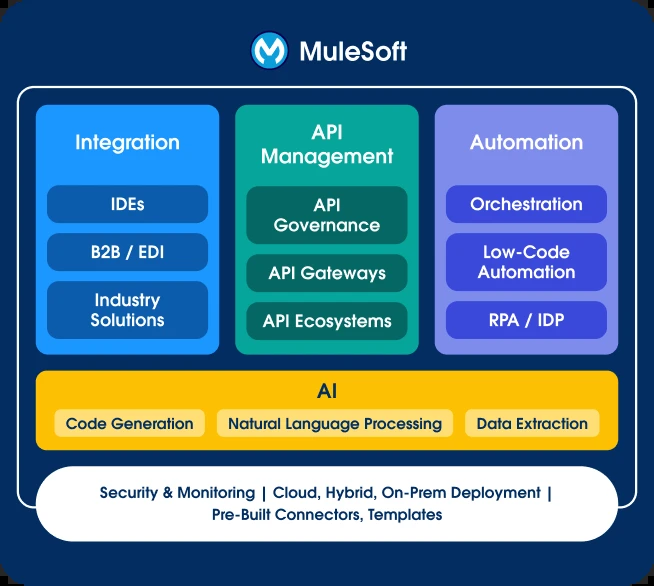 MuleSoft
Integration
IDEs
B2B / EDI
Industry
Solutions
API
Management
API
Governance
API Gateways
API Ecosystems
Automation
Orchestration
Low-Code
Automation
RPA / IDP
AI
Code Generation
Natural Language Processing
Data Extraction
Security & Monitoring | Cloud, Hybrid, On-Prem Deployment |
Pre-Built Connectors, Templates